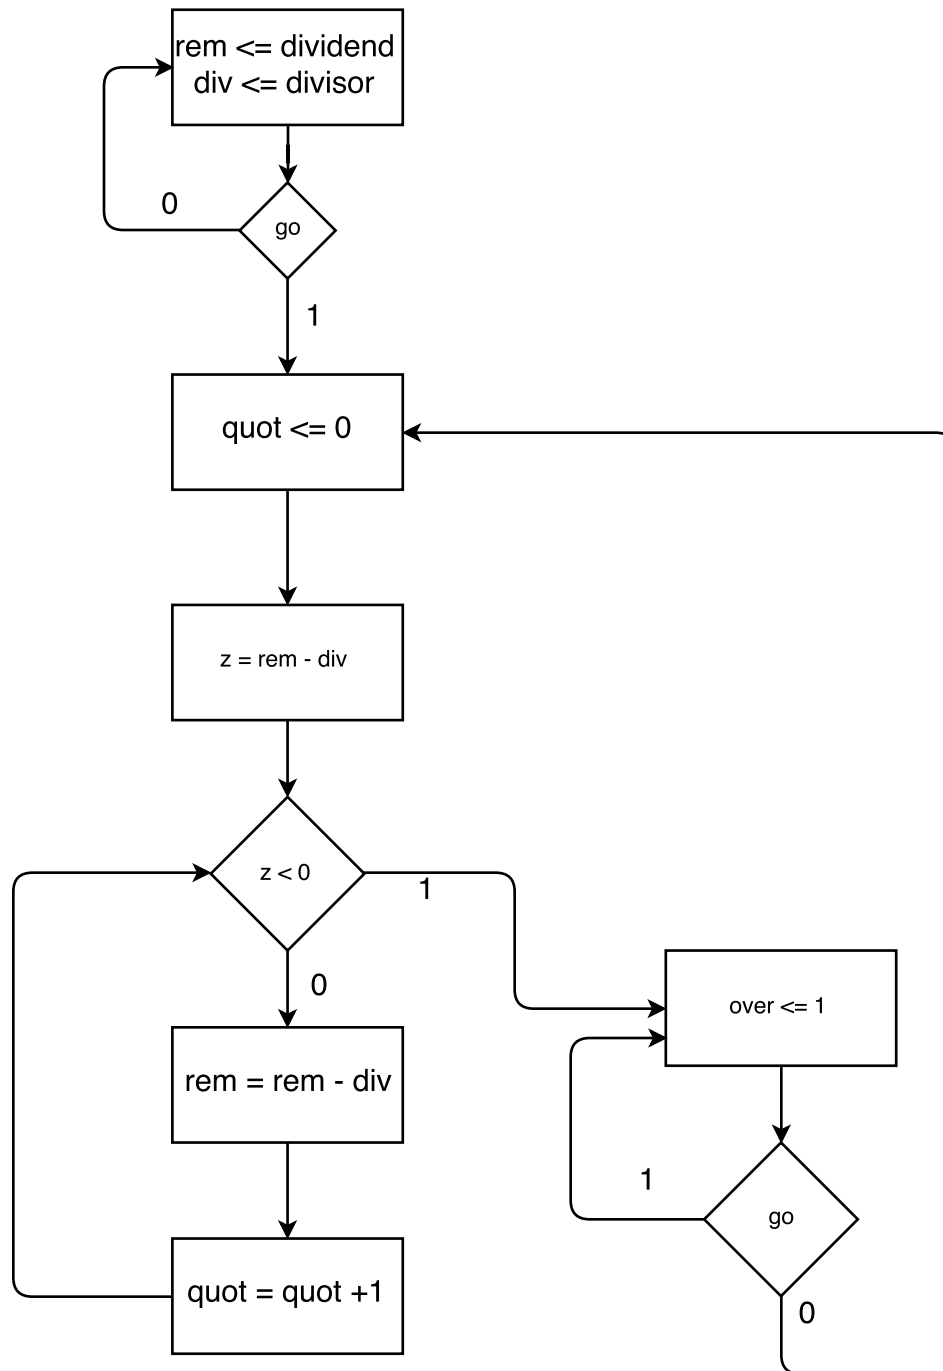 rem <= dividend
div <= divisor
0
go
1
quot <= 0
z = rem - div
z < 0
1
0
over <= 1
rem = rem - div
1
go
quot = quot +1
0